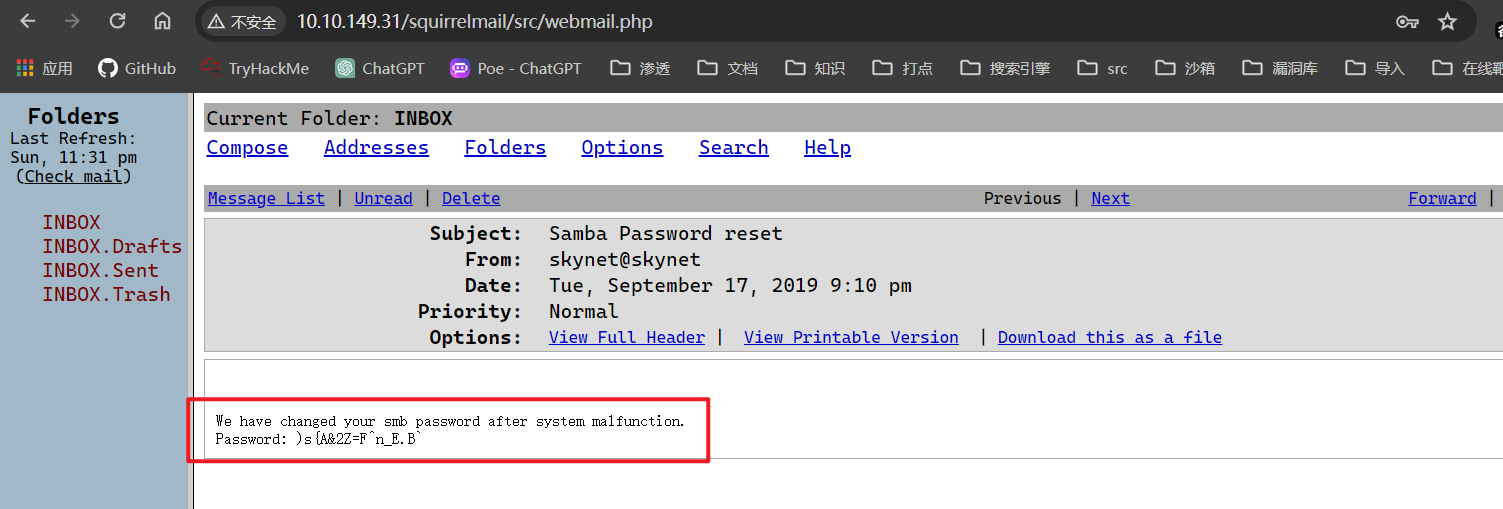 不安全 10.10.149.31/squirrelmail/src/webmail.php
应用 GitHub TryHackMe ChatGPT Poe - ChatGPT 渗透 文档 知识 打点 搜索引擎 src 沙箱 漏洞库 导入 在线靶
Folders
Last Refresh:
Sun, 11:31 pm
(Check mail)
INBOX
INBOX.Drafts
INBOX.Sent
INBOX.Trash
Current Folder: INBOX
Compose Addresses Folders Options Search Help
Message List | Unread | Delete Previous | Next Forward |
Subject: Samba Password reset
From: skynet@skynet
Date: Tue, September 17, 2019 9:10 pm
Priority: Normal
Options: View Full Header | View Printable Version | Download this as a file
We have changed your smb password after system malfunction.
Password: )s{A&2Z=F^n_E.B`